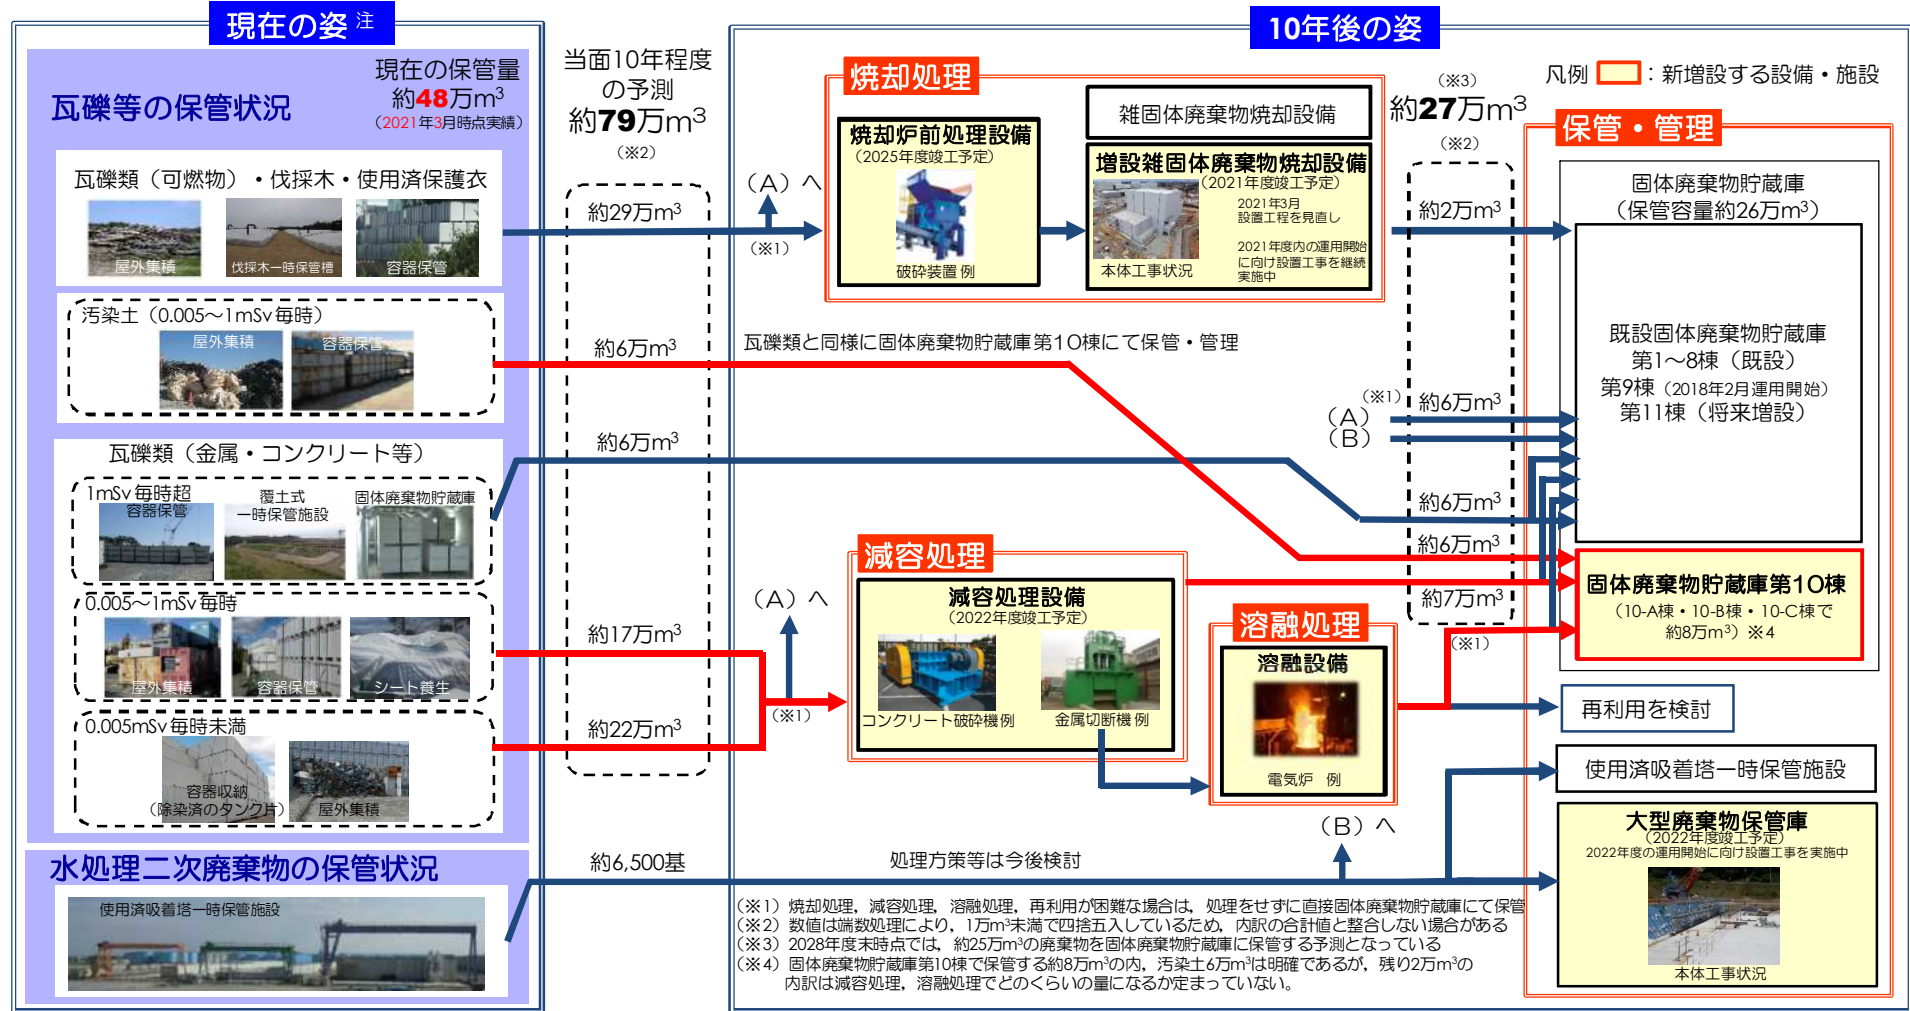 現在の姿 注
10年後の姿
瓦礫等の保管状況
現在の保管量
約48万m³
（2021年3月時点実績）
瓦礫類（可燃物）・伐採木・使用済保護衣
屋外集積
伐採木一時保管槽
容器保管
汚染土（0.005～1mSv毎時）
屋外集積
容器保管
瓦礫類（金属・コンクリート等）
1mSv毎時超
容器保管
覆土式
一時保管施設
固体廃棄物貯蔵庫
0.005～1mSv毎時
屋外集積
容器保管
シート養生
0.005mSv毎時未満
容器収納
（除染済のタンク片）
屋外集積
水処理二次廃棄物の保管状況
使用済吸着塔一時保管施設
当面10年程度
の予測
約79万m³
（※2）
約29万m³
約6万m³
約6万m³
約17万m³
約22万m³
約6,500基
（A）へ
（※1）
焼却処理
雑固体廃棄物焼却設備
焼却炉前処理設備
（2025年度竣工予定）
破砕装置例
増設雑固体廃棄物焼却設備
（2021年度竣工予定）
2021年3月
設置工程を見直し
2021年度内の運用開始
に向け設置工事を継続
実施中
本体工事状況
瓦礫類と同様に固体廃棄物貯蔵庫第10棟にて保管・管理
（A）へ
（※1）
減容処理
減容処理設備
（2022年度竣工予定）
コンクリート破砕機例
金属切断機例
溶融処理
溶融設備
電気炉　例
（B）へ
処理方策等は今後検討
（※3）
約27万m³
（※2）
約2万m³
（※1）
（A）
（B）
約6万m³
約6万m³
約6万m³
約7万m³
（※1）
凡例　：新増設する設備・施設
保管・管理
固体廃棄物貯蔵庫
（保管容量約26万m³）
既設固体廃棄物貯蔵庫
第1～8棟（既設）
第9棟（2018年2月運用開始）
第11棟（将来増設）
固体廃棄物貯蔵庫第10棟
（10-A棟・10-B棟・10-C棟で
約8万m³）※4
再利用を検討
使用済吸着塔一時保管施設
大型廃棄物保管庫
（2022年度竣工予定）
2022年度の運用開始に向け設置工事を実施中
本体工事状況
（※1）焼却処理，減容処理，溶融処理，再利用が困難な場合は，処理をせずに直接固体廃棄物貯蔵庫にて保管
（※2）数値は端数処理により，1万m³未満で四捨五入しているため，内訳の合計値と整合しない場合がある
（※3）2028年度末時点では，約25万m³の廃棄物を固体廃棄物貯蔵庫に保管する予測となっている
（※4）固体廃棄物貯蔵庫第10棟で保管する約8万m³の内，汚染土6万m³は明確であるが，残り2万m³の
内訳は減容処理，溶融処理でどのくらいの量になるか定まっていない。